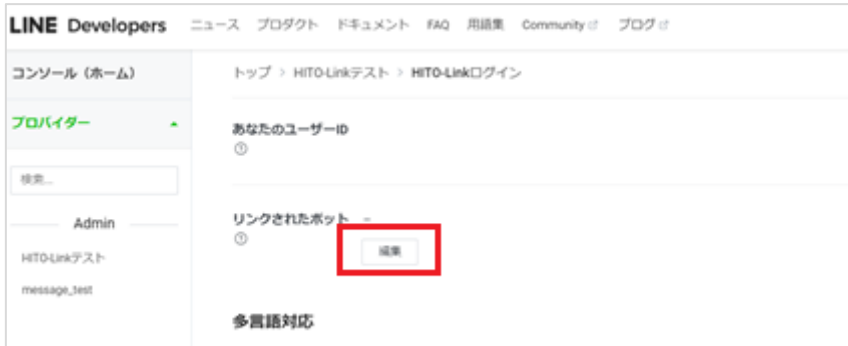 LINE Developers ニュース プロダクト ドキュメント FAQ 用語集 Community ブログ
コンソール（ホーム）
トップ > HITO-Linkテスト > HITO-Linkログイン
プロバイダー
あなたのユーザーID
検索...
Admin
リンクされたボット -
編集
HITO-Linkテスト
message_test
多言語対応